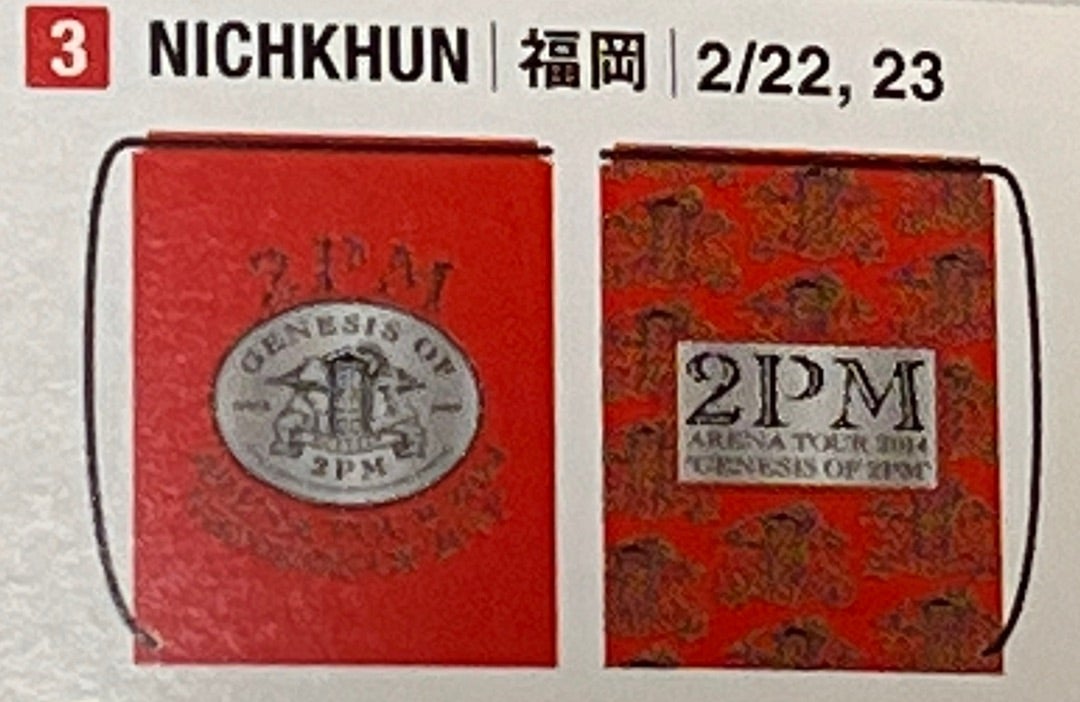 3 NICHKHUN | 福岡 | 2/22, 23
2PM
GENESIS OF
2PM
2PM
ARENA TOUR 2014
"GENESIS OF 2PM"